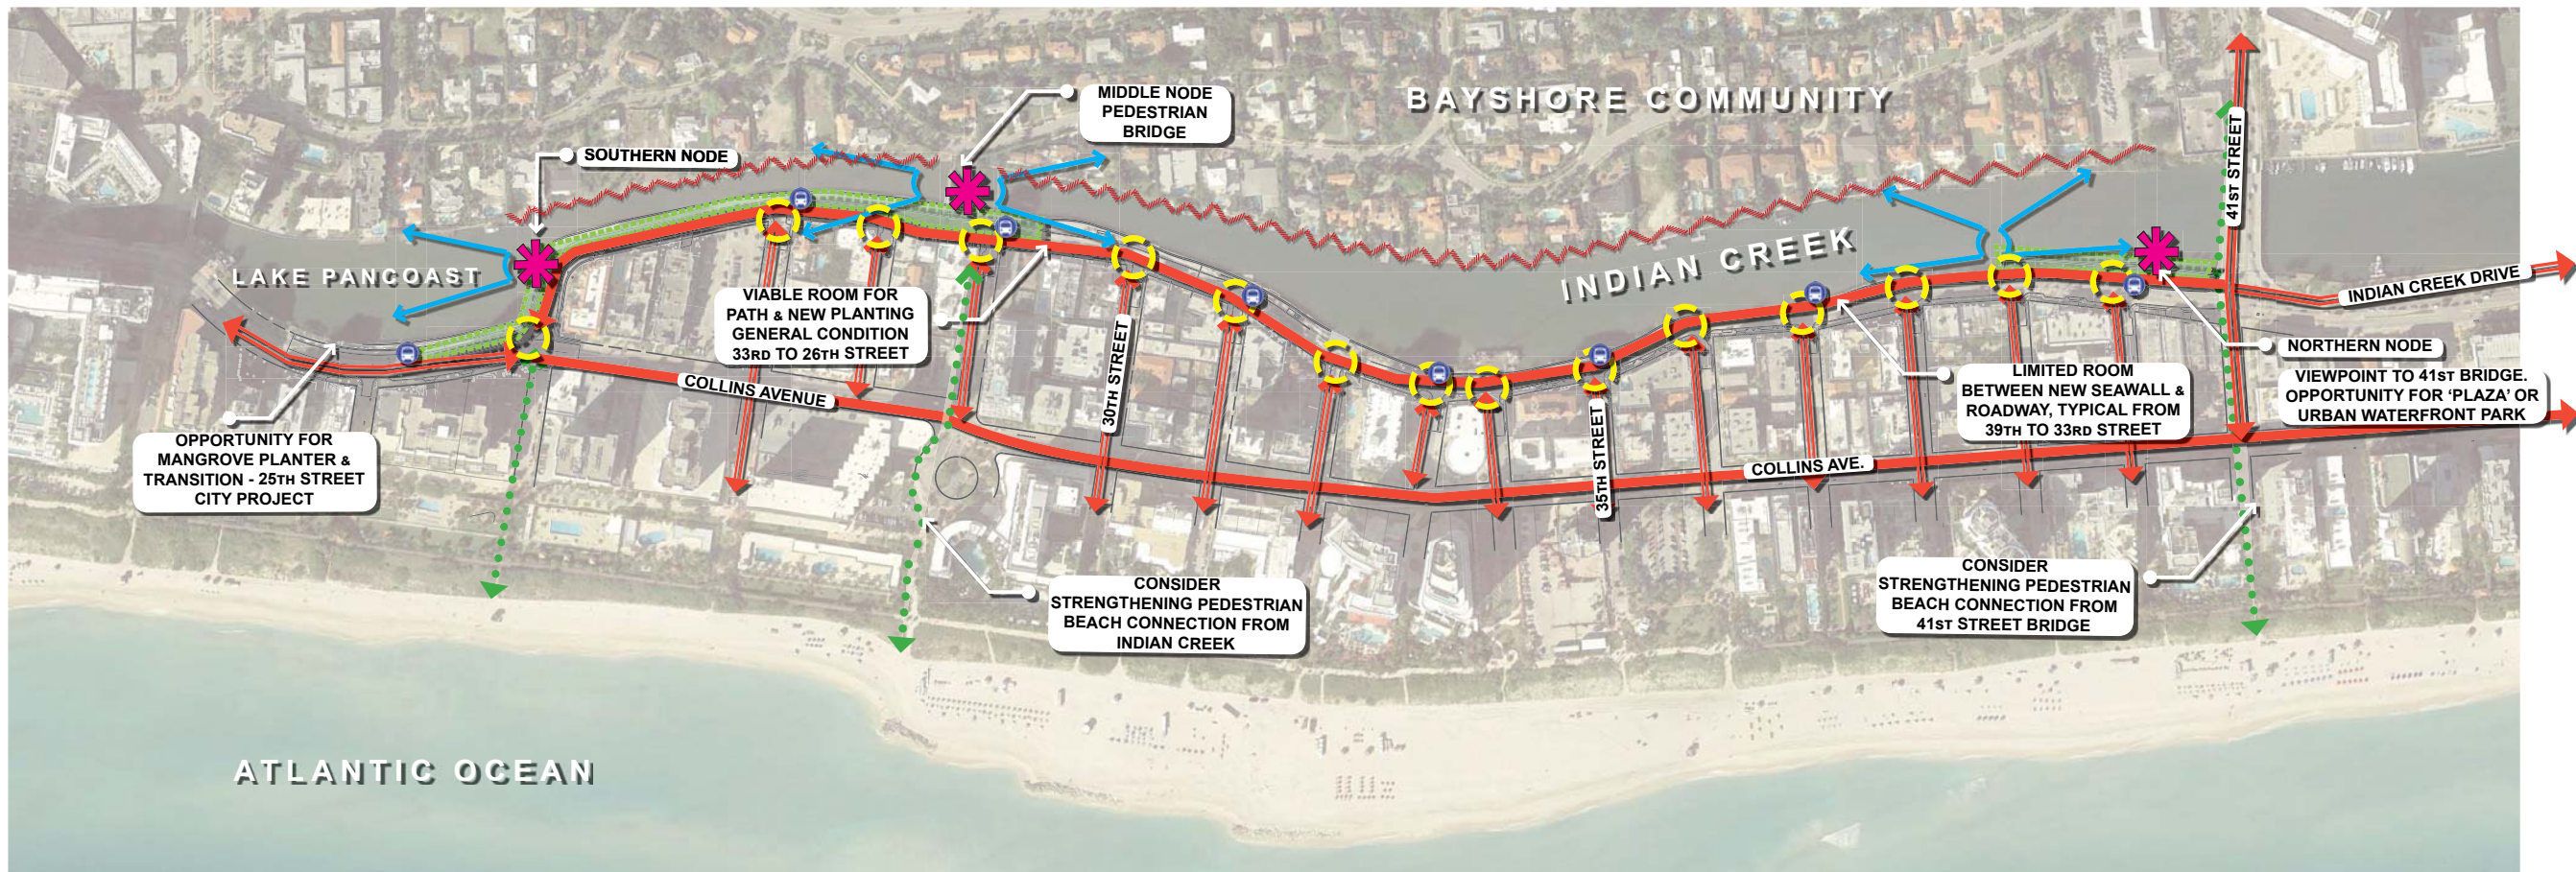 BAYSHORE COMMUNITY
MIDDLE NODE
PEDESTRIAN
BRIDGE
SOUTHERN NODE
41ST STREET
LAKE PANCOAST
INDIAN CREEK
INDIAN CREEK DRIVE
VIABLE ROOM FOR
PATH & NEW PLANTING
GENERAL CONDITION
33RD TO 26TH STREET
30TH STREET
NORTHERN NODE
COLLINS AVENUE
LIMITED ROOM
BETWEEN NEW SEAWALL &
ROADWAY, TYPICAL FROM
39TH TO 33RD STREET
VIEWPOINT TO 41ST BRIDGE.
OPPORTUNITY FOR ‘PLAZA’ OR
URBAN WATERFRONT PARK
OPPORTUNITY FOR
MANGROVE PLANTER &
TRANSITION - 25TH STREET
CITY PROJECT
35TH STREET
COLLINS AVE.
CONSIDER
STRENGTHENING PEDESTRIAN
BEACH CONNECTION FROM
INDIAN CREEK
CONSIDER
STRENGTHENING PEDESTRIAN
BEACH CONNECTION FROM
41ST STREET BRIDGE
ATLANTIC OCEAN